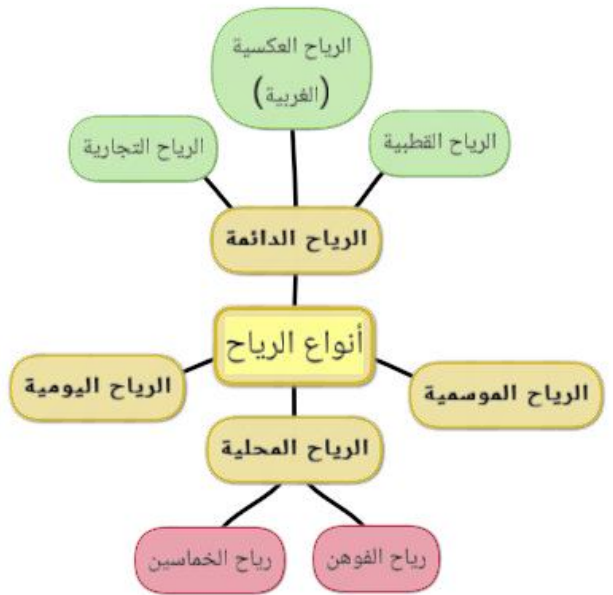 الرياح العكسية
(الغربية)
الرياح القطبية
الرياح التجارية
الرياح الدائمة
أنواع الرياح
الرياح الموسمية
الرياح اليومية
الرياح المحلية
رياح الفوهن
رياح الخماسين